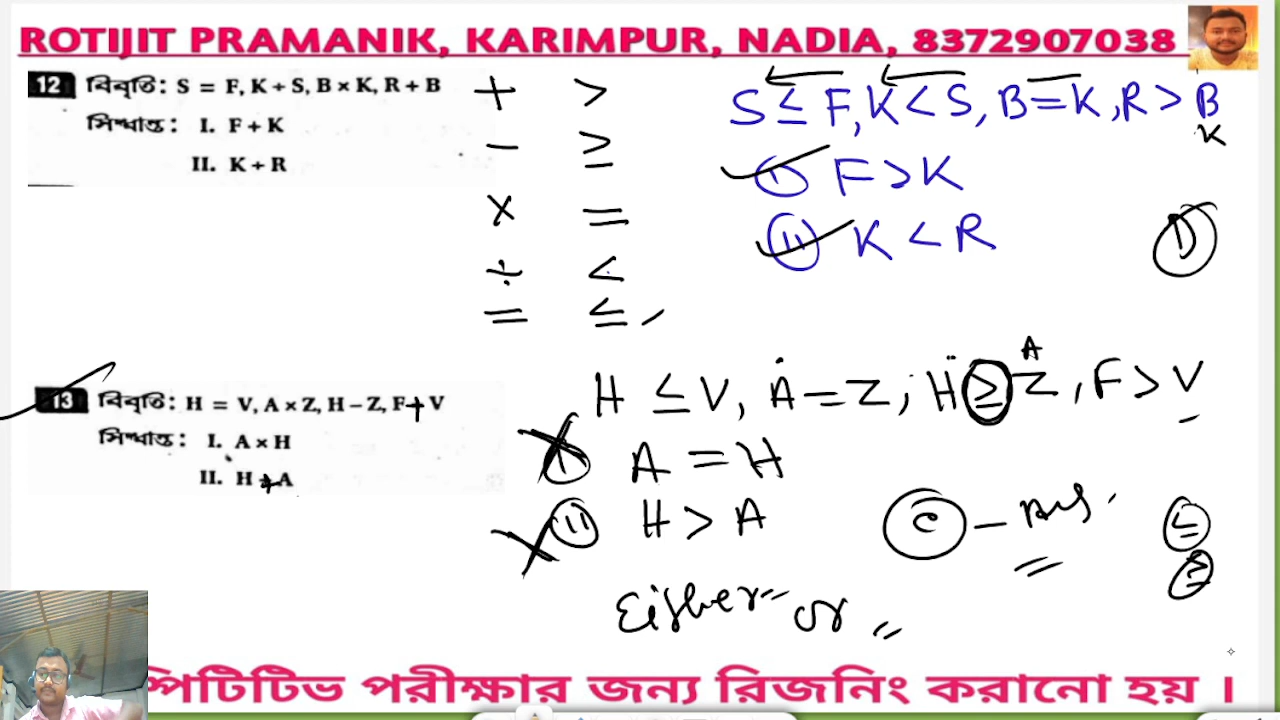 ROTIJIT PRAMANIK, KARIMPUR, NADIA, 8372907038
12 বিবৃতি: S = F, K ÷ S, B × K, R + B
সিদ্ধান্ত: I. F + K
II. K ÷ R
+ >
− ≥
× =
÷ <
= ≤
S ≤ F, K < S, B = K, R > B
K
(i) F > K
(ii) K < R
D
13 বিবৃতি: H = V, A × Z, H − Z, F + V
সিদ্ধান্ত: I. A × H
II. H + A
A
H ≤ V, A = Z, H ≥ Z, F > V
(i) A = H
(ii) H > A
C − Ans
Either or
পিটিটিভ পরীক্ষার জন্য রিজনিং করানো হয় ।